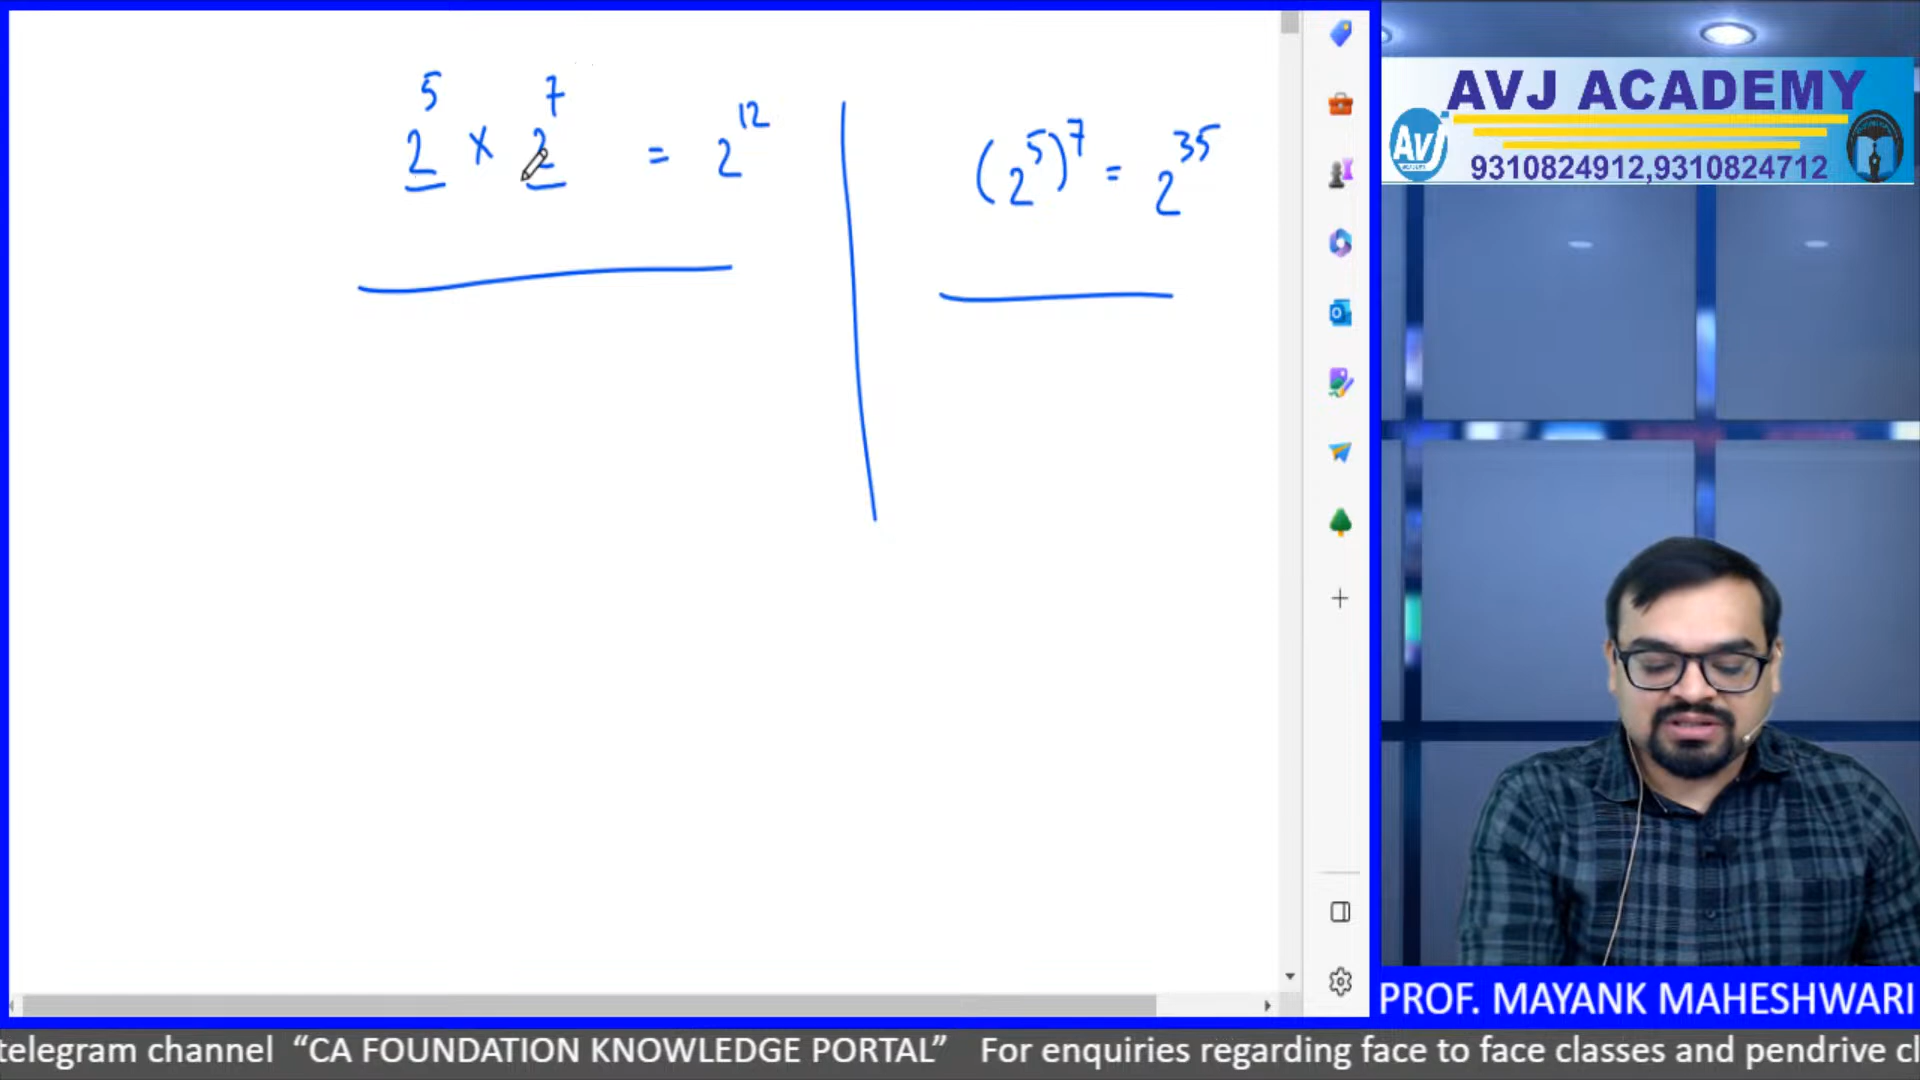 2^5 x 2^7 = 2^12
(2^5)^7 = 2^35
AVJ ACADEMY
AVJ
9310824912,9310824712
PROF. MAYANK MAHESHWARI
telegram channel "CA FOUNDATION KNOWLEDGE PORTAL" For enquiries regarding face to face classes and pendrive cl